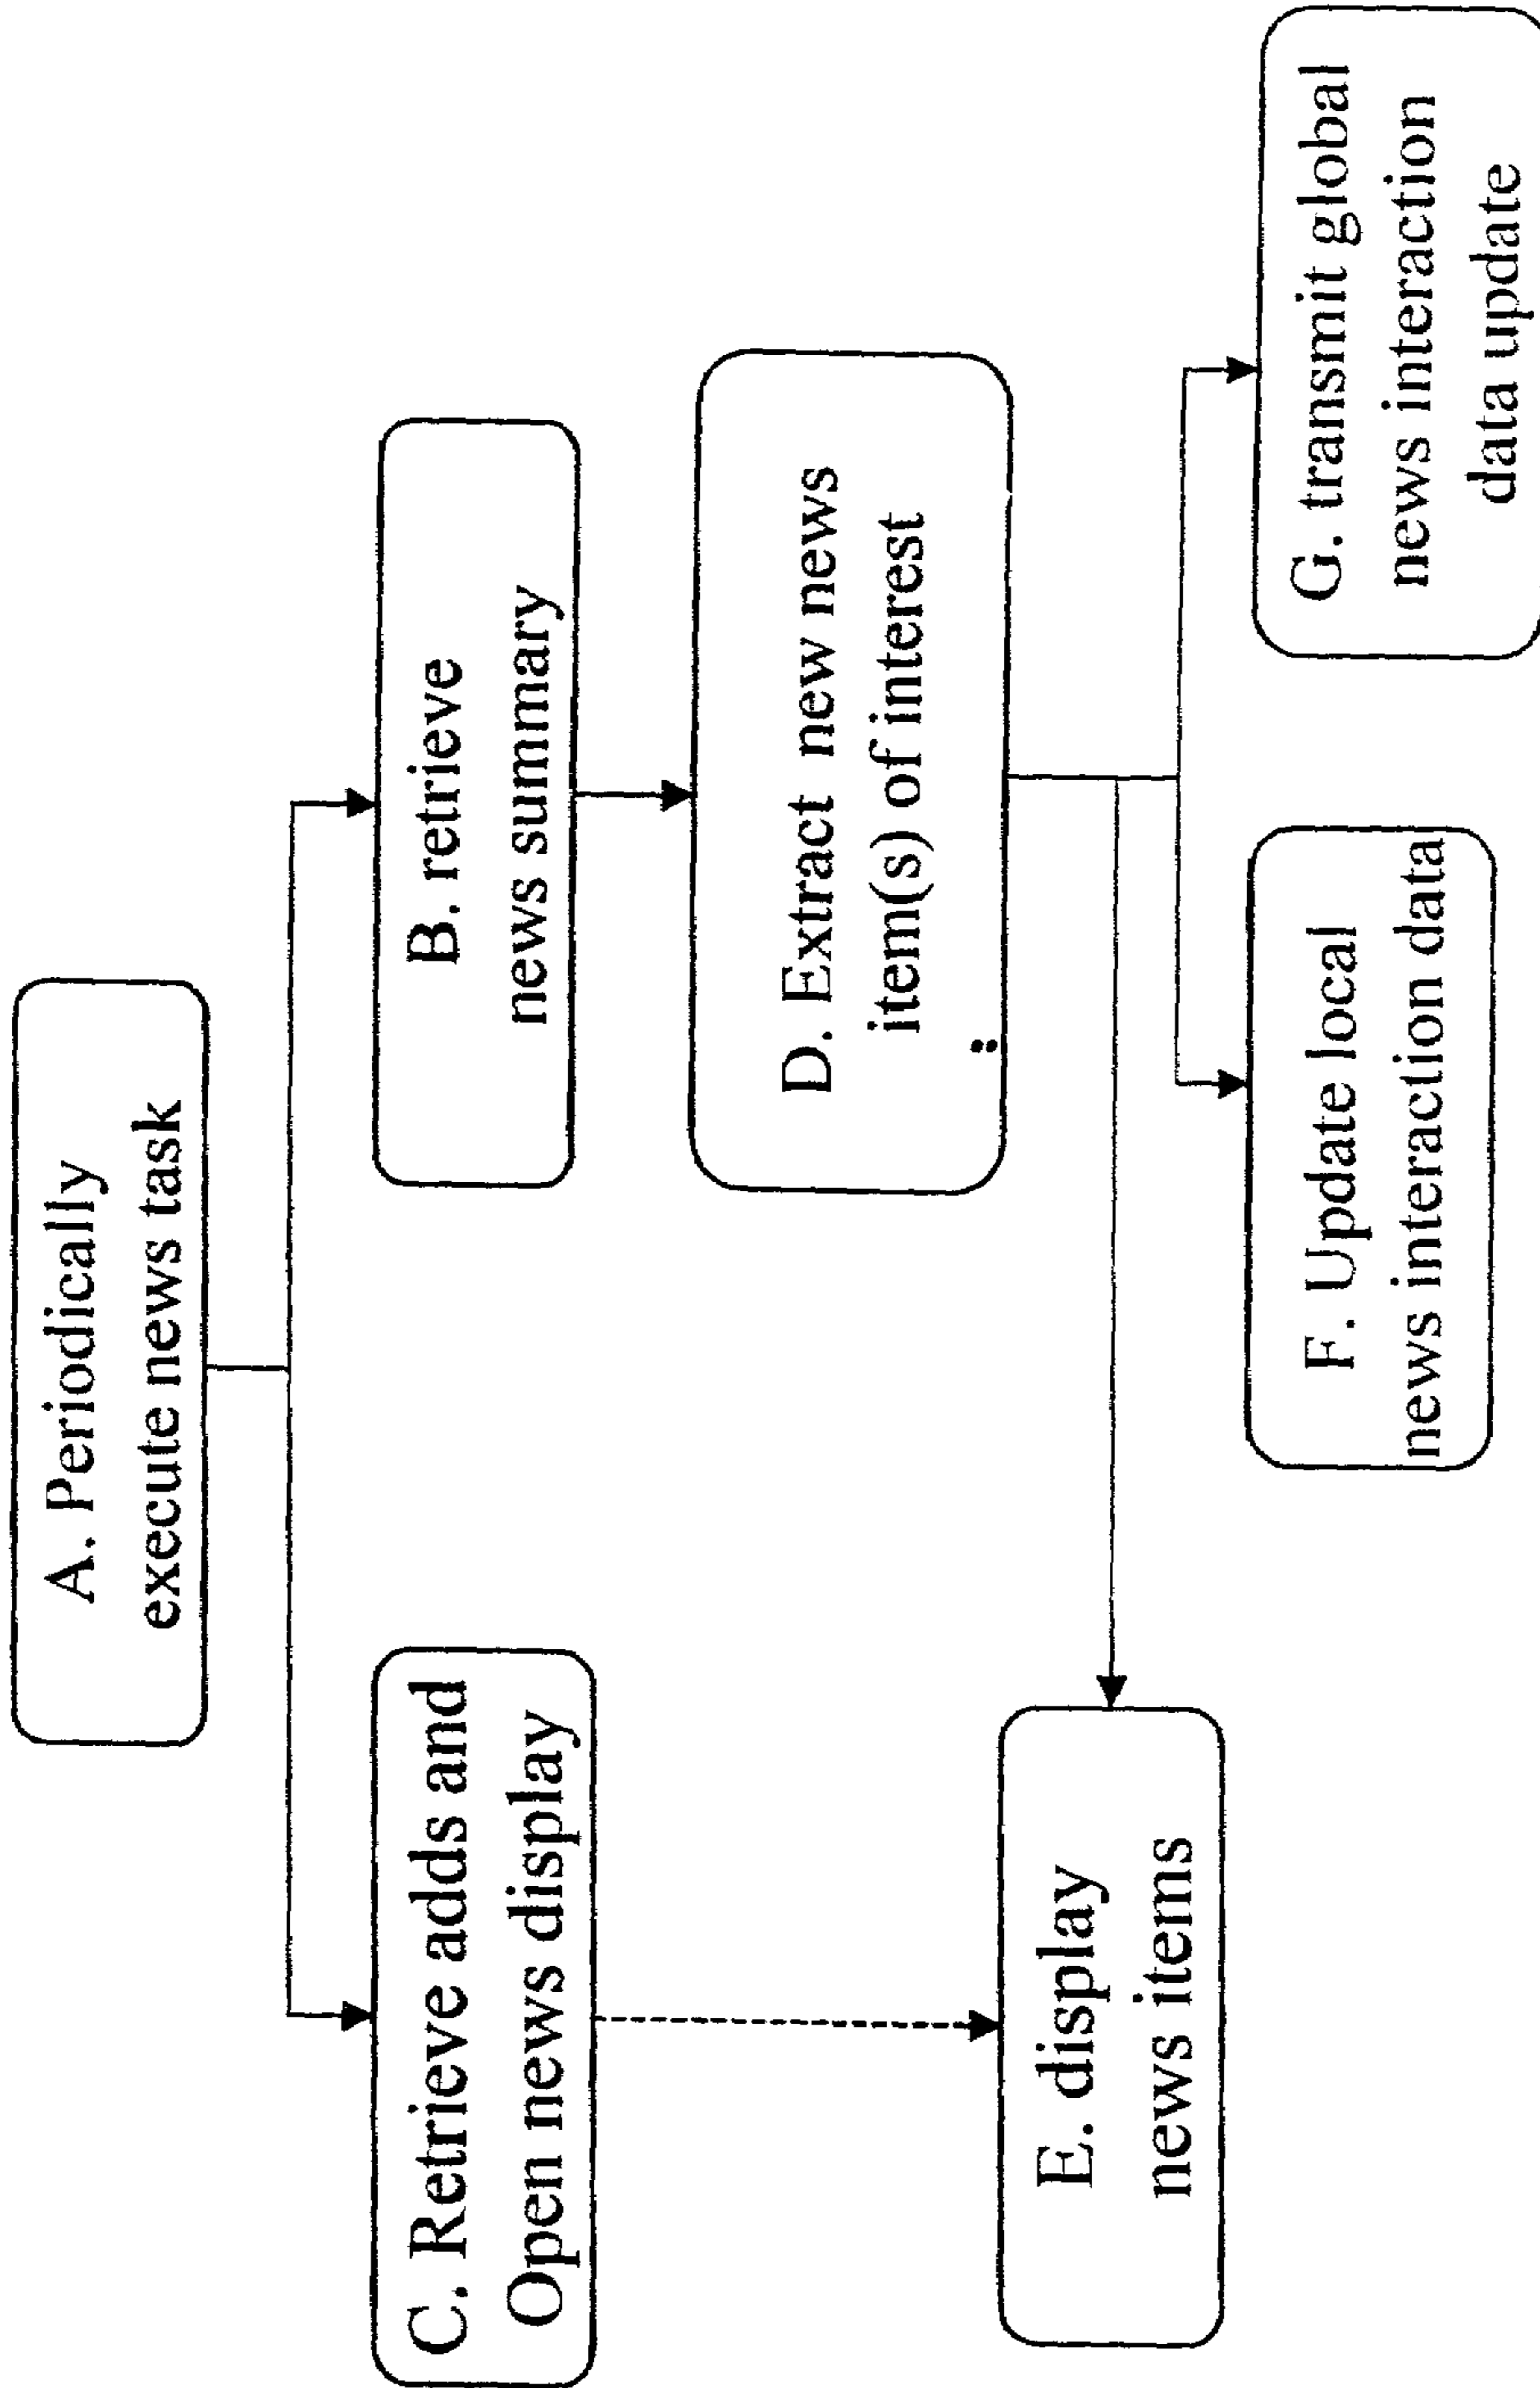 A. Periodically
execute news task
C. Retrieve adds and
Open news display
B. retrieve
news summary
D. Extract new news
item(s) of interest
E. display
news items
F. Update local
news interaction data
G. transmit global
news interaction
data update